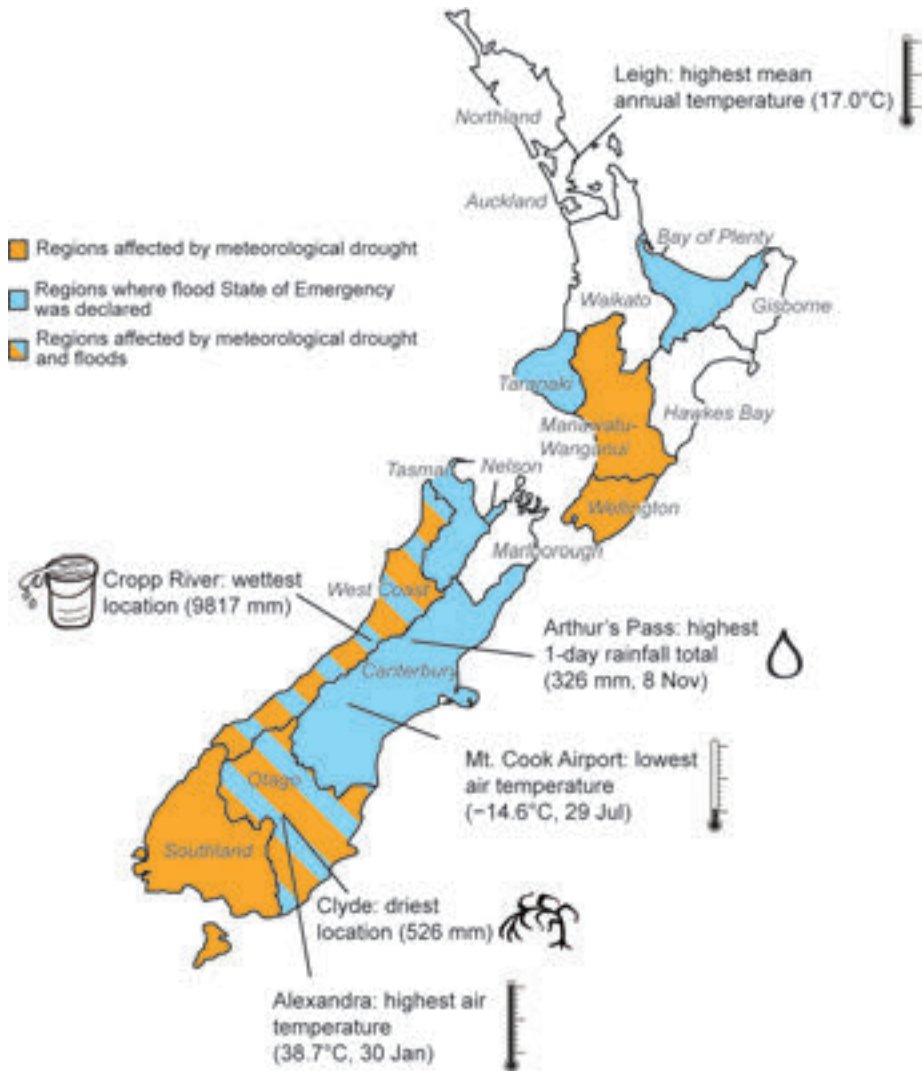 Leigh: highest mean
annual temperature (17.0°C)
Northland
Auckland
Regions affected by meteorological drought
Bay of Plenty
Regions where flood State of Emergency
was declared
Waikato
Gisborne
Regions affected by meteorological drought
and floods
Taranaki
Hawkes Bay
Manawatu-
Wanganui
Tasman
Nelson
Wellington
Marlborough
Cropp River: wettest
location (9817 mm)
West Coast
Arthur's Pass: highest
1-day rainfall total
(326 mm, 8 Nov)
Canterbury
Mt. Cook Airport: lowest
air temperature
(−14.6°C, 29 Jul)
Otago
Southland
Clyde: driest
location (526 mm)
Alexandra: highest air
temperature
(38.7°C, 30 Jan)